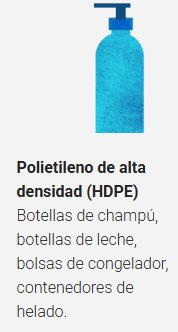 Polietileno de alta
densidad (HDPE)
Botellas de champú,
botellas de leche,
bolsas de congelador,
contenedores de
helado.